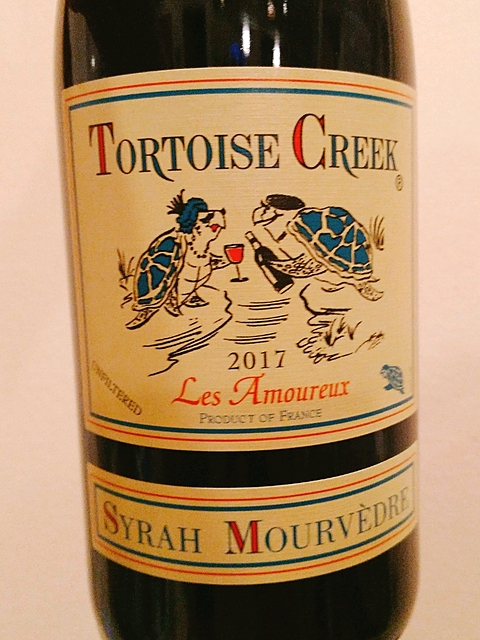 TORTOISE CREEK®
2017
Les Amoureux
UNFILTERED
PRODUCT OF FRANCE
SYRAH MOURVÈDRE